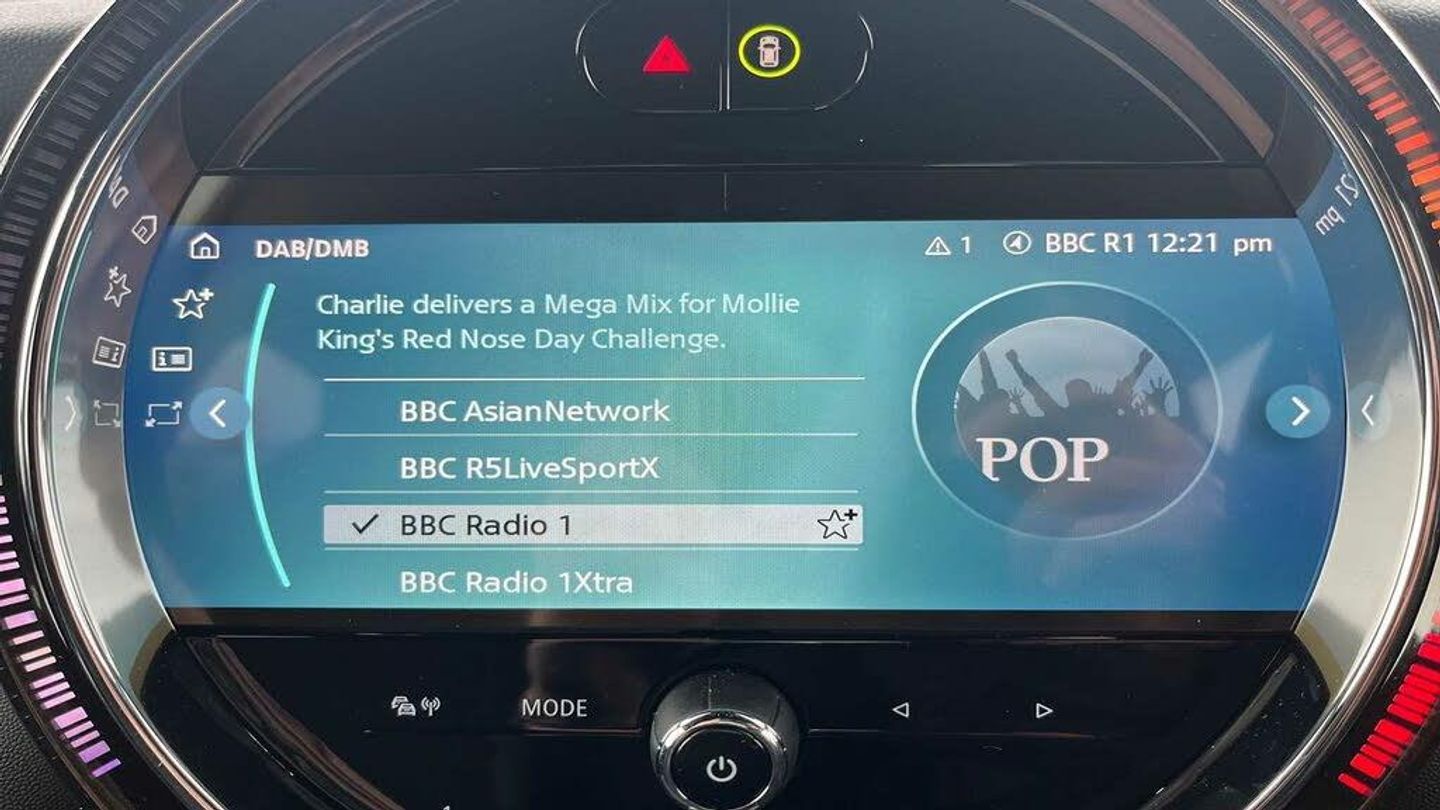 DAB/DMB
1 BBC R1 12:21 pm
Charlie delivers a Mega Mix for Mollie
King's Red Nose Day Challenge.
BBC AsianNetwork
BBC R5LiveSportX
BBC Radio 1
BBC Radio 1Xtra
POP
MODE